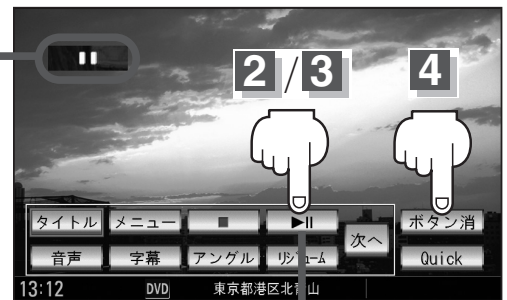 2/3 4
タイトル メニュー ■ ▶II ボタン消
次へ
音声 字幕 アングル リジューム Quick
13:12 DVD 東京都港区北青山